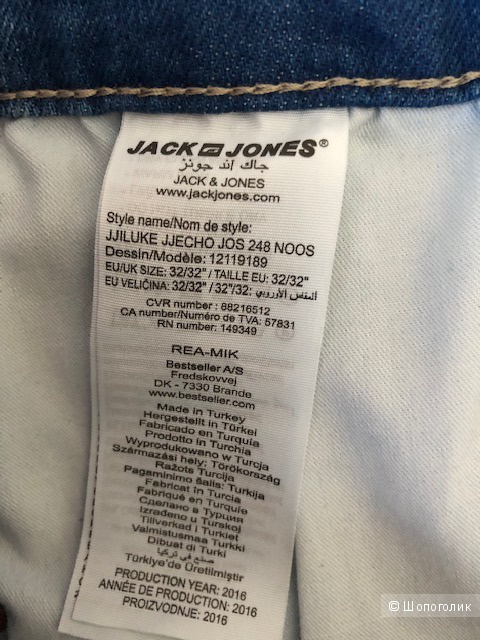 JACK & JONES®
جاك اند جونز
JACK & JONES
www.jackjones.com
Style name/Nom de style:
JJILUKE JJECHO JOS 248 NOOS
Dessin/Modèle: 12119189
EU/UK SIZE: 32/32" / TAILLE EU: 32/32"
EU VELIČINA: 32/32" / 32"/32: المقاس الأوروبي
CVR number : 88216512
CA number/Numéro de TVA: 57831
RN number: 149349
REA-MIK
Bestseller A/S
Fredskovvej
DK - 7330 Brande
www.bestseller.com
Made in Turkey
Hergestellt in Türkei
Fabricado en Turquía
Prodotto in Turchia
Wyprodukowano w Turcja
Származási hely: Törökország
Ražots Turcija
Pagaminimo šalis: Turkija
Fabricat în Turcia
Fabriqué en Turquie
Сделано в Турция
Izrađeno u Turskoj
Tillverkad i Turkiet
Valmistusmaa Turkki
Dibuat di Turki
صنع في تركيا
Türkiye'de Üretilmiştir
PRODUCTION YEAR: 2016
ANNÉE DE PRODUCTION: 2016
PROIZVODNJE: 2016
© Шопоголик